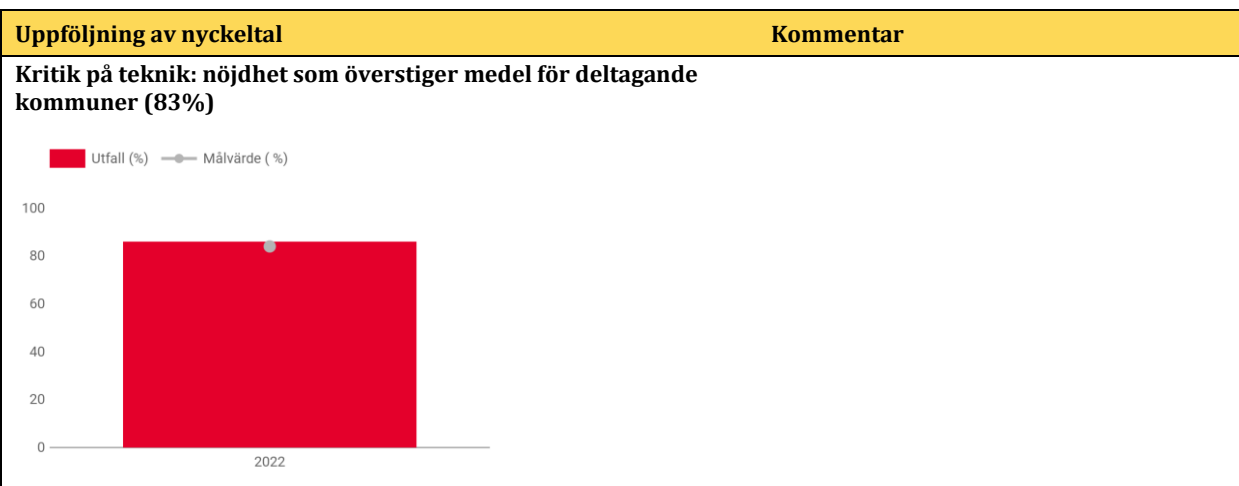 Uppföljning av nyckeltal Kommentar
Kritik på teknik: nöjdhet som överstiger medel för deltagande
kommuner (83%)
Utfall (%) Målvärde ( %)
100
80
60
40
20
0
2022